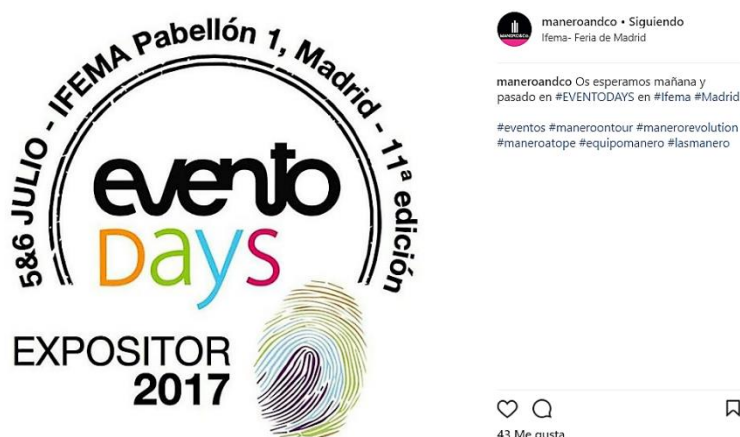 5&6 JULIO - IFEMA Pabellón 1, Madrid - 11ª edición
evento
Days
EXPOSITOR
2017
MANERO&CO
maneroandco • Siguiendo
Ifema- Feria de Madrid
maneroandco Os esperamos mañana y
pasado en #EVENTODAYS en #Ifema #Madrid
#eventos #maneroontour #manerorevolution
#maneroatope #equipomanero #lasmanero
43 Me gusta